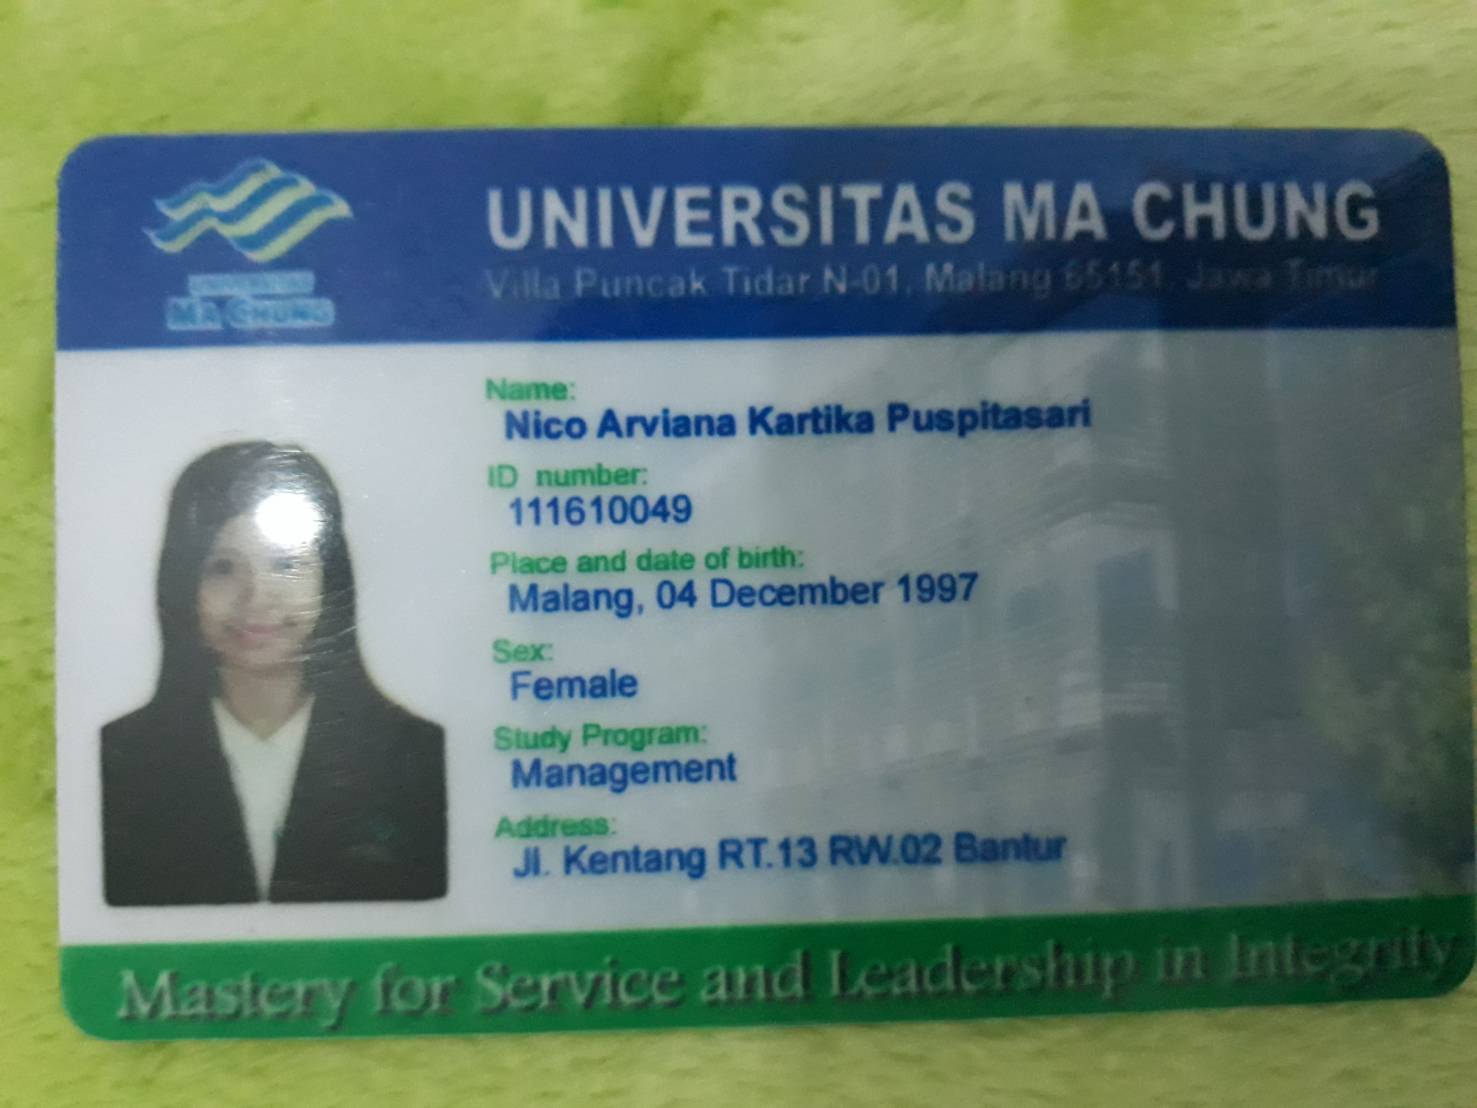 UNIVERSITAS MA CHUNG
Villa Puncak Tidar N-01, Malang 65151, Jawa Timur
UNIVERSITAS
MA CHUNG
Name:
Nico Arviana Kartika Puspitasari
ID number:
111610049
Place and date of birth:
Malang, 04 December 1997
Sex:
Female
Study Program:
Management
Address:
Jl. Kentang RT.13 RW.02 Bantur
Mastery for Service and Leadership in Integrity